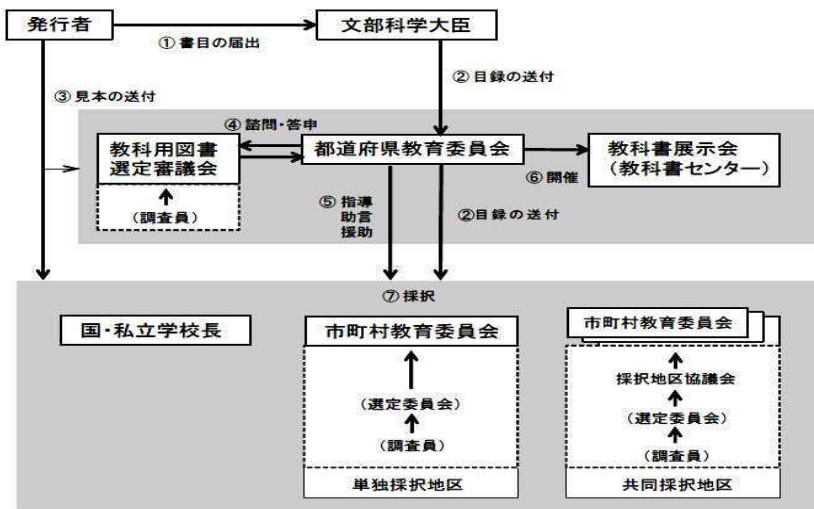 発行者
文部科学大臣
①書目の届出
②目録の送付
③見本の送付
④諮問・答申
教科用図書
選定審議会
(調査員)
都道府県教育委員会
教科書展示会
(教科書センター)
⑥開催
⑤指導
助言
援助
②目録の送付
⑦採択
国・私立学校長
市町村教育委員会
(選定委員会)
(調査員)
単独採択地区
市町村教育委員会
採択地区協議会
(選定委員会)
(調査員)
共同採択地区